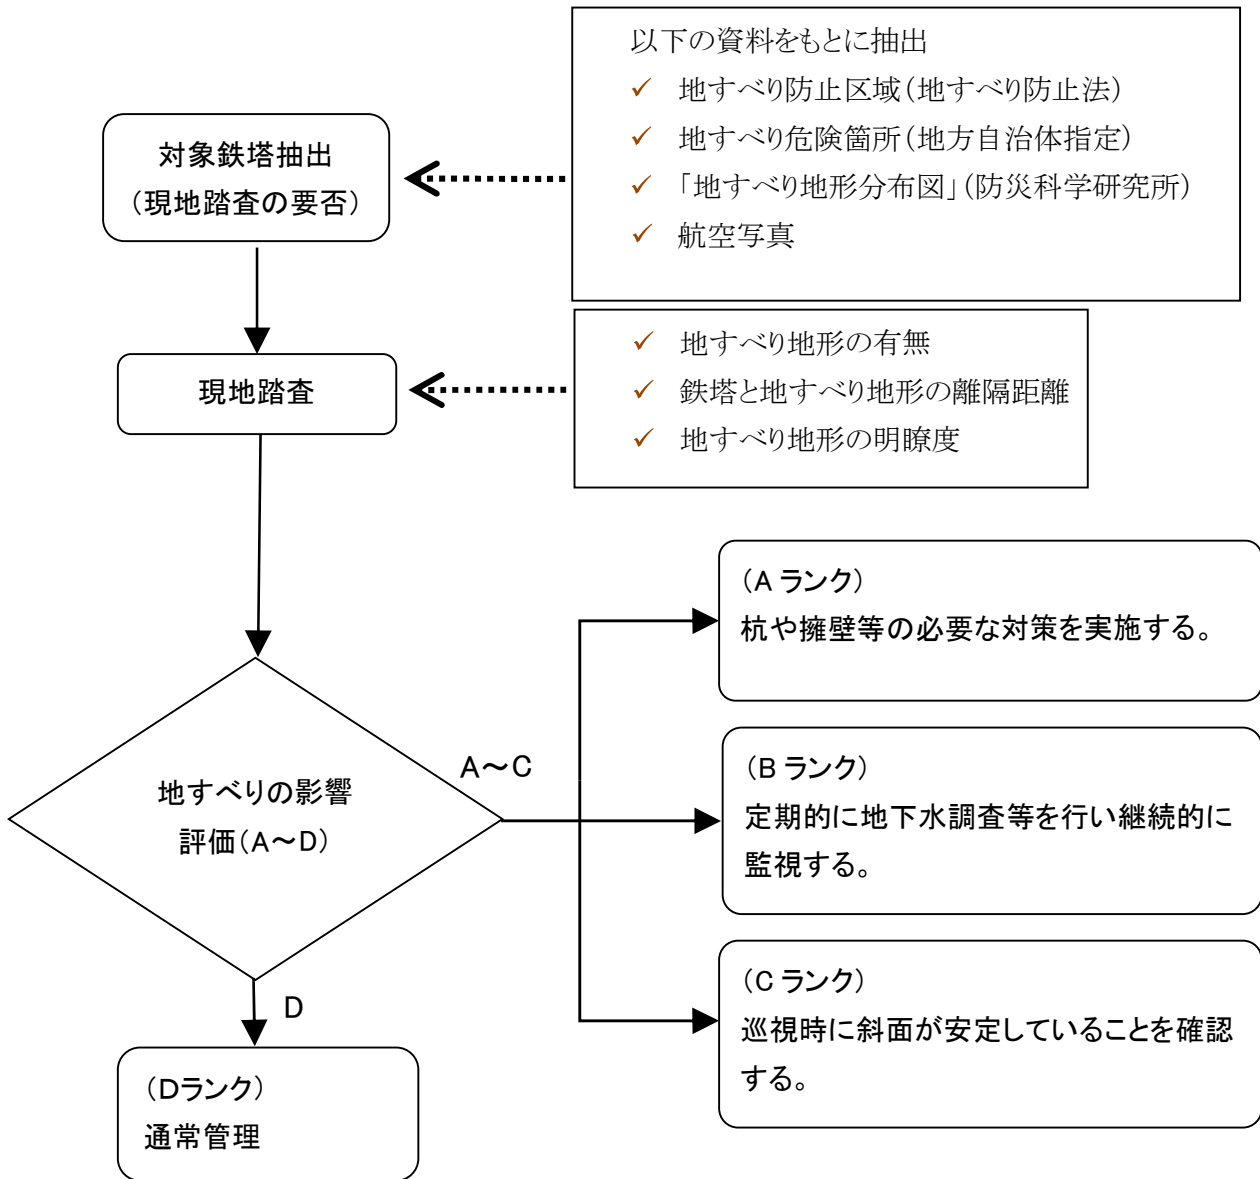 以下の資料をもとに抽出
✓ 地すべり防止区域(地すべり防止法)
✓ 地すべり危険箇所(地方自治体指定)
✓ 「地すべり地形分布図」(防災科学研究所)
✓ 航空写真
対象鉄塔抽出
(現地踏査の要否)
✓ 地すべり地形の有無
✓ 鉄塔と地すべり地形の離隔距離
✓ 地すべり地形の明瞭度
現地踏査
地すべりの影響
評価(A~D)
A~C
(A ランク)
杭や擁壁等の必要な対策を実施する。
(B ランク)
定期的に地下水調査等を行い継続的に
監視する。
(C ランク)
巡視時に斜面が安定していることを確認
する。
D
(Dランク)
通常管理